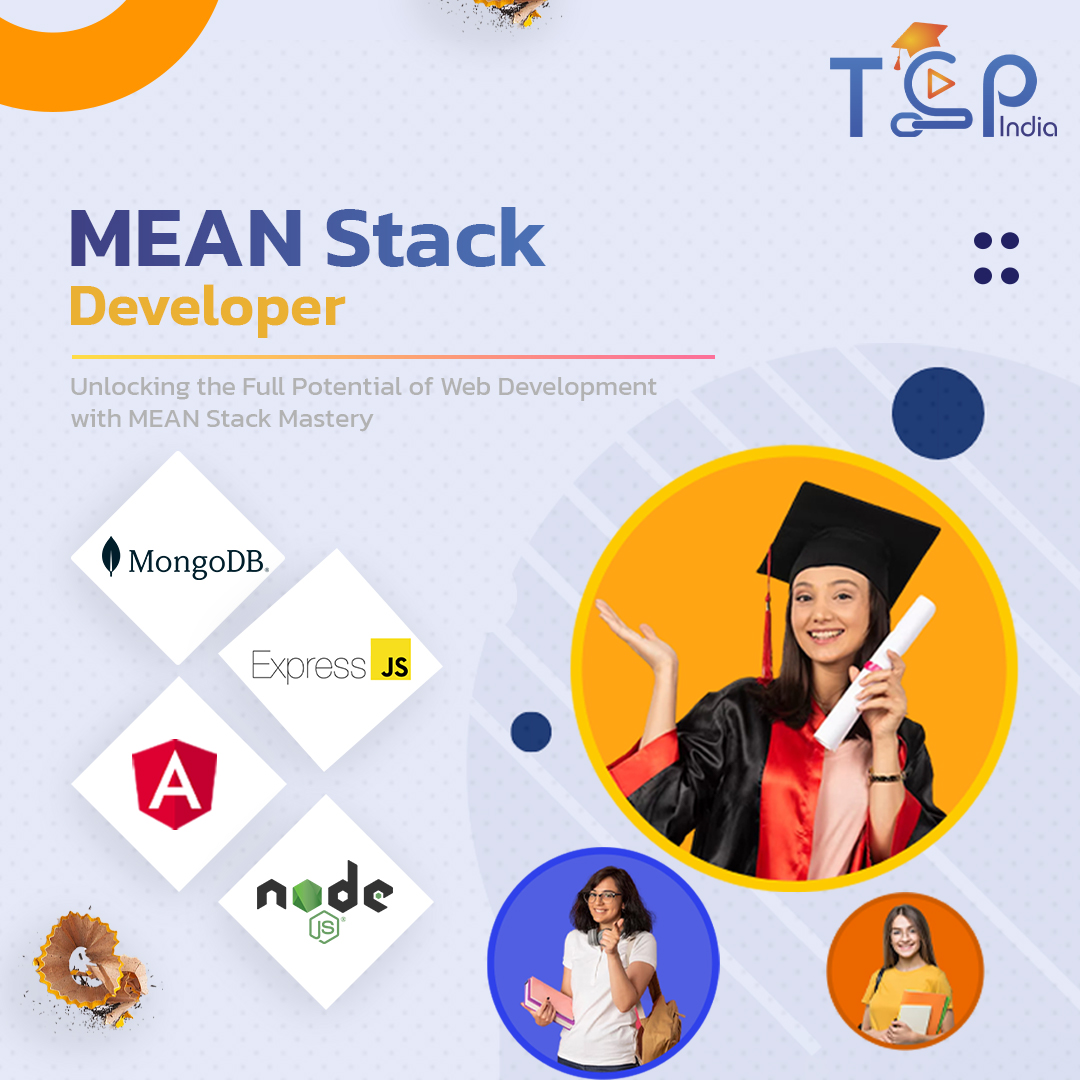 TCP
India
MEAN Stack
Developer
Unlocking the Full Potential of Web Development
with MEAN Stack Mastery
MongoDB®
Express JS
A
node
JS®